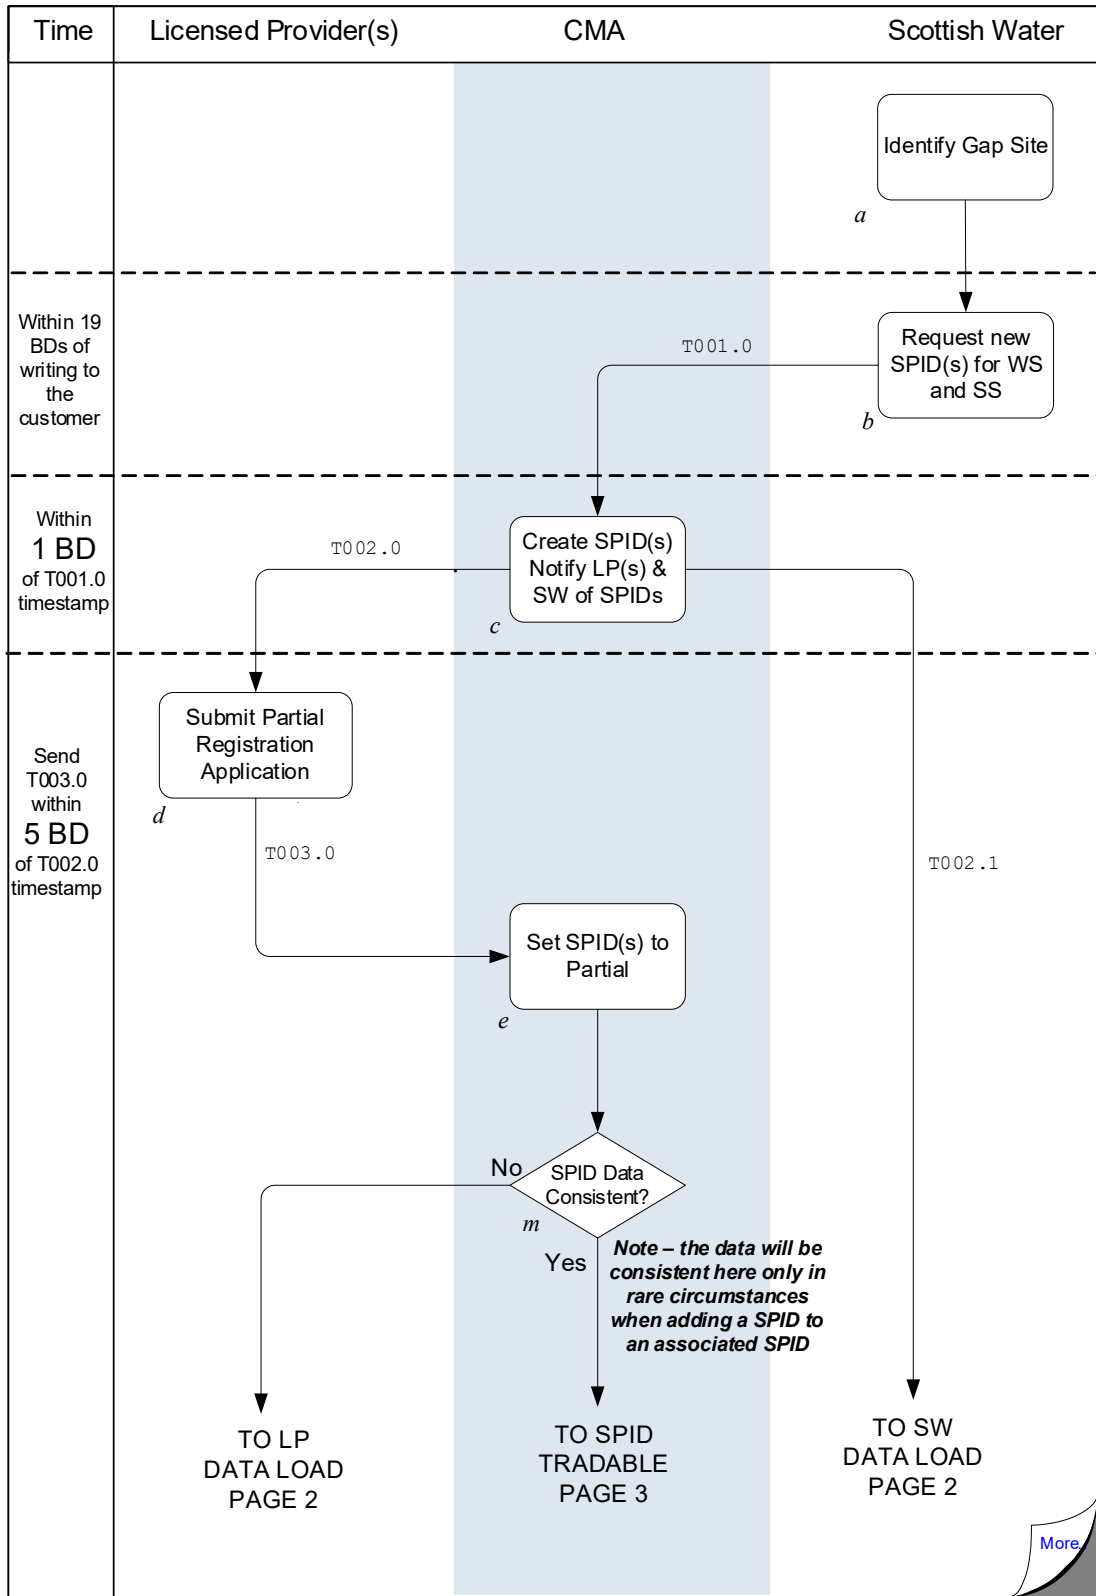 Time
Licensed Provider(s)
CMA
Scottish Water
Identify Gap Site
a
Within 19
BDs of
writing to
the
customer
T001.0
Request new
SPID(s) for WS
and SS
b
Within
1 BD
of T001.0
timestamp
T002.0
Create SPID(s)
Notify LP(s) &
SW of SPIDs
c
Send
T003.0
within
5 BD
of T002.0
timestamp
Submit Partial
Registration
Application
d
T003.0
T002.1
Set SPID(s) to
Partial
e
No
SPID Data
Consistent?
m
Yes
Note – the data will be
consistent here only in
rare circumstances
when adding a SPID to
an associated SPID
TO LP
DATA LOAD
PAGE 2
TO SPID
TRADABLE
PAGE 3
TO SW
DATA LOAD
PAGE 2
More..